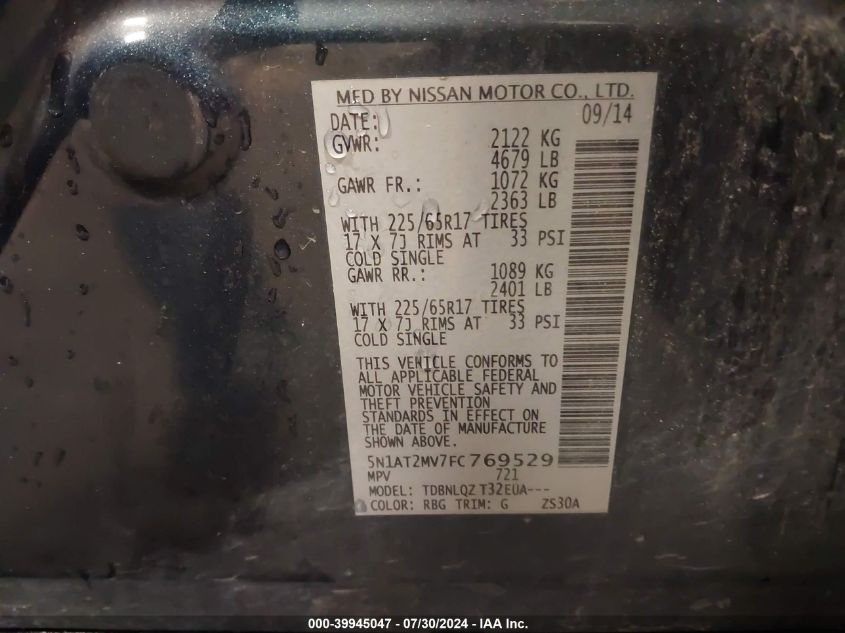 MFD BY NISSAN MOTOR CO., LTD.
DATE: 09/14
GVWR: 2122 KG
4679 LB
GAWR FR.: 1072 KG
2363 LB
WITH 225/65R17 TIRES
17 X 7J RIMS AT 33 PSI
COLD SINGLE
GAWR RR.: 1089 KG
2401 LB
WITH 225/65R17 TIRES
17 X 7J RIMS AT 33 PSI
COLD SINGLE
THIS VEHICLE CONFORMS TO
ALL APPLICABLE FEDERAL
MOTOR VEHICLE SAFETY AND
THEFT PREVENTION
STANDARDS IN EFFECT ON
THE DATE OF MANUFACTURE
SHOWN ABOVE.
5N1AT2MV7FC769529
MPV 721
MODEL: TDBNLQZ T32EUA---
COLOR: RBG TRIM: G ZS30A
000-39945047 - 07/30/2024 - IAA Inc.